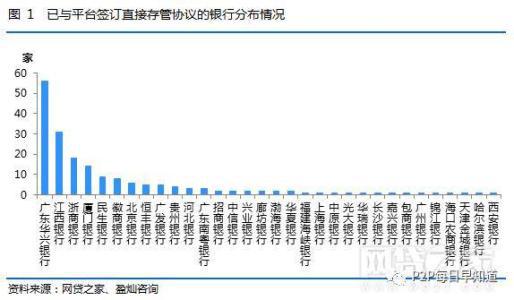 图 1 已与平台签订直接存管协议的银行分布情况
家
60
50
40
30
20
10
0
广东华兴银行
江西银行
浙商银行
厦门银行
民生银行
徽商银行
北京银行
恒丰银行
广发银行
贵州银行
河北银行
广东南粤银行
招商银行
中信银行
兴业银行
廊坊银行
渤海银行
华夏银行
福建海峡银行
上海银行
中原银行
光大银行
华瑞银行
长沙银行
嘉兴银行
包商银行
广州银行
锦江银行
海口农商银行
天津金城银行
哈尔滨银行
西安银行
资料来源：网贷之家、盈灿咨询
P2P每日早知道